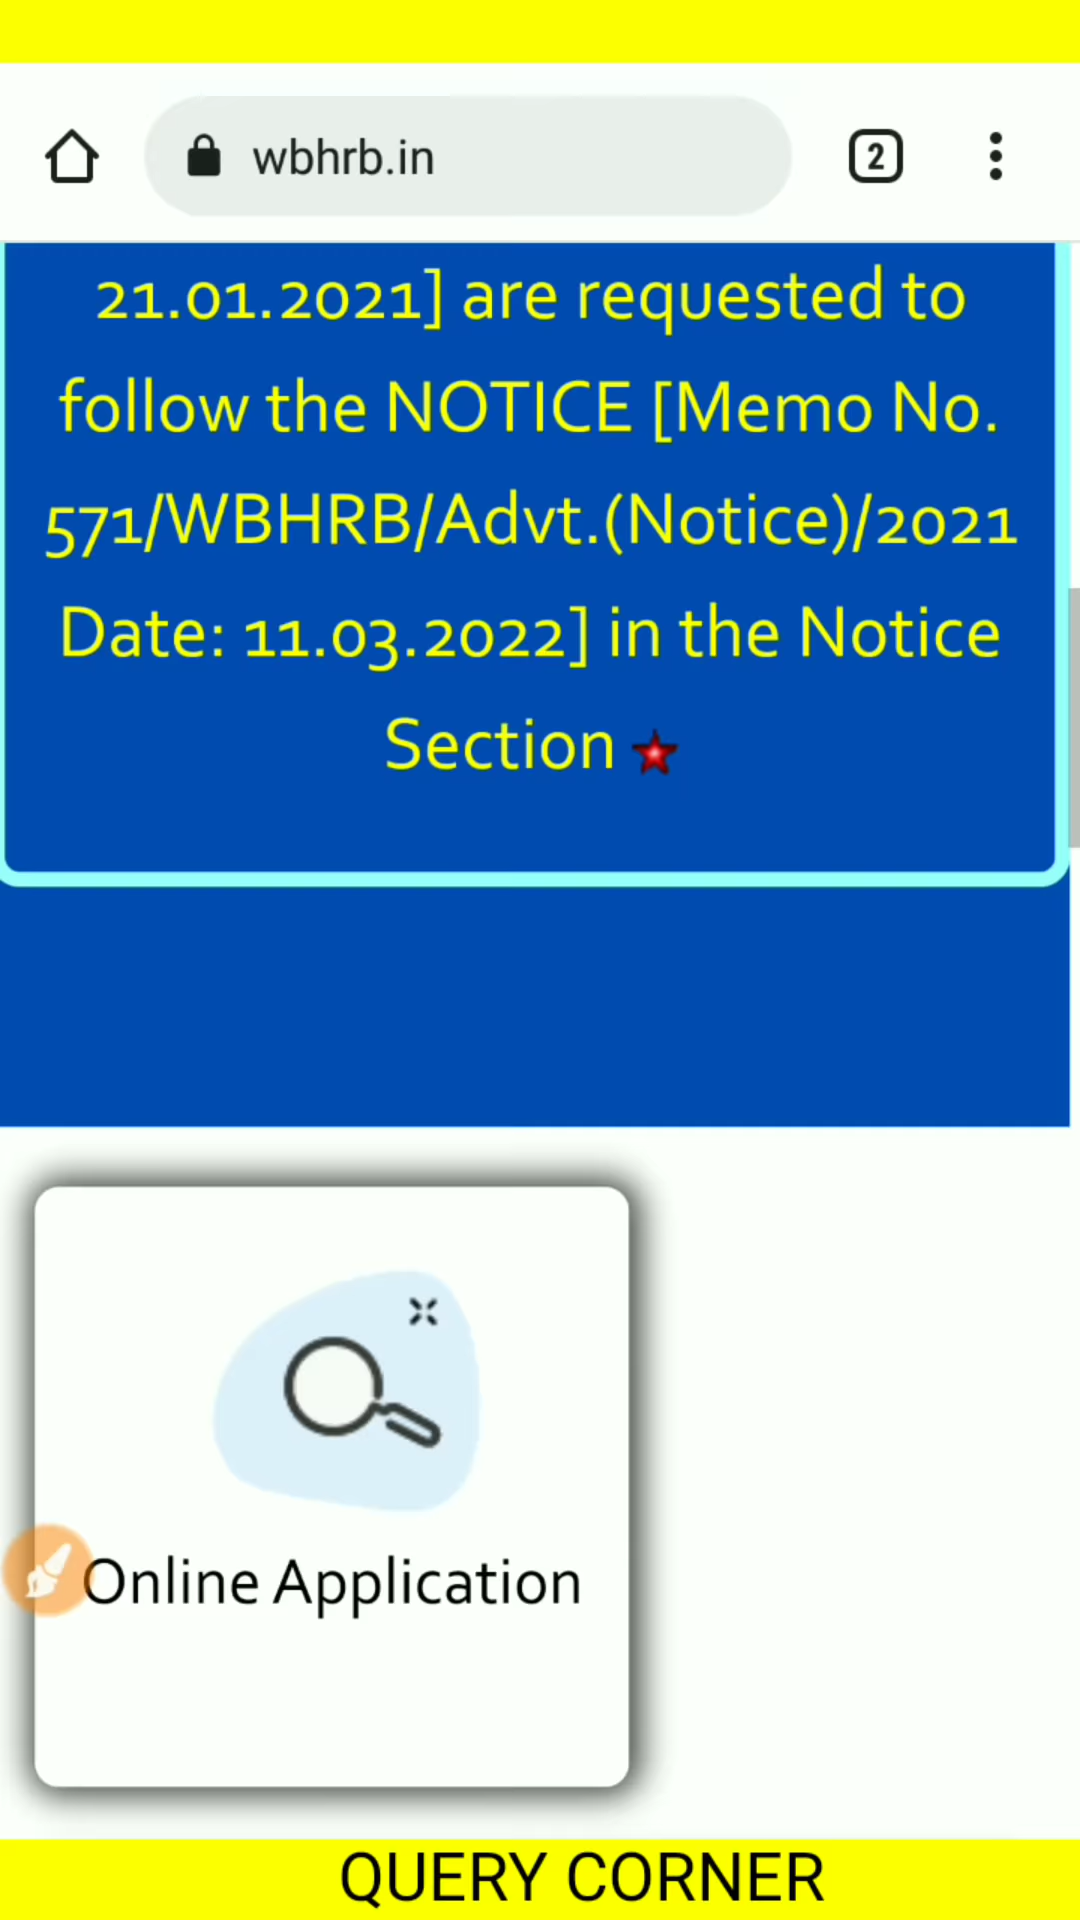 wbhrb.in
2
21.01.2021] are requested to
follow the NOTICE [Memo No.
571/WBHRB/Advt.(Notice)/2021
Date: 11.03.2022] in the Notice
Section
Online Application
QUERY CORNER